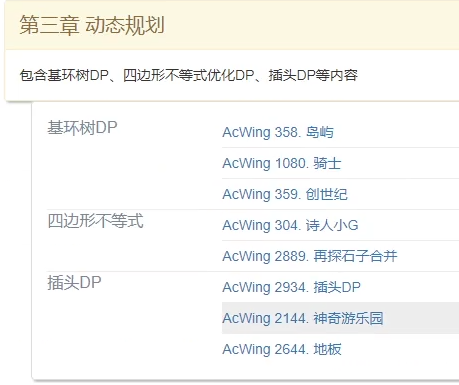 第三章 动态规划
包含基环树DP、四边形不等式优化DP、插头DP等内容
基环树DP
AcWing 358. 岛屿
AcWing 1080. 骑士
AcWing 359. 创世纪
四边形不等式
AcWing 304. 诗人小G
AcWing 2889. 再探石子合并
插头DP
AcWing 2934. 插头DP
AcWing 2144. 神奇游乐园
AcWing 2644. 地板